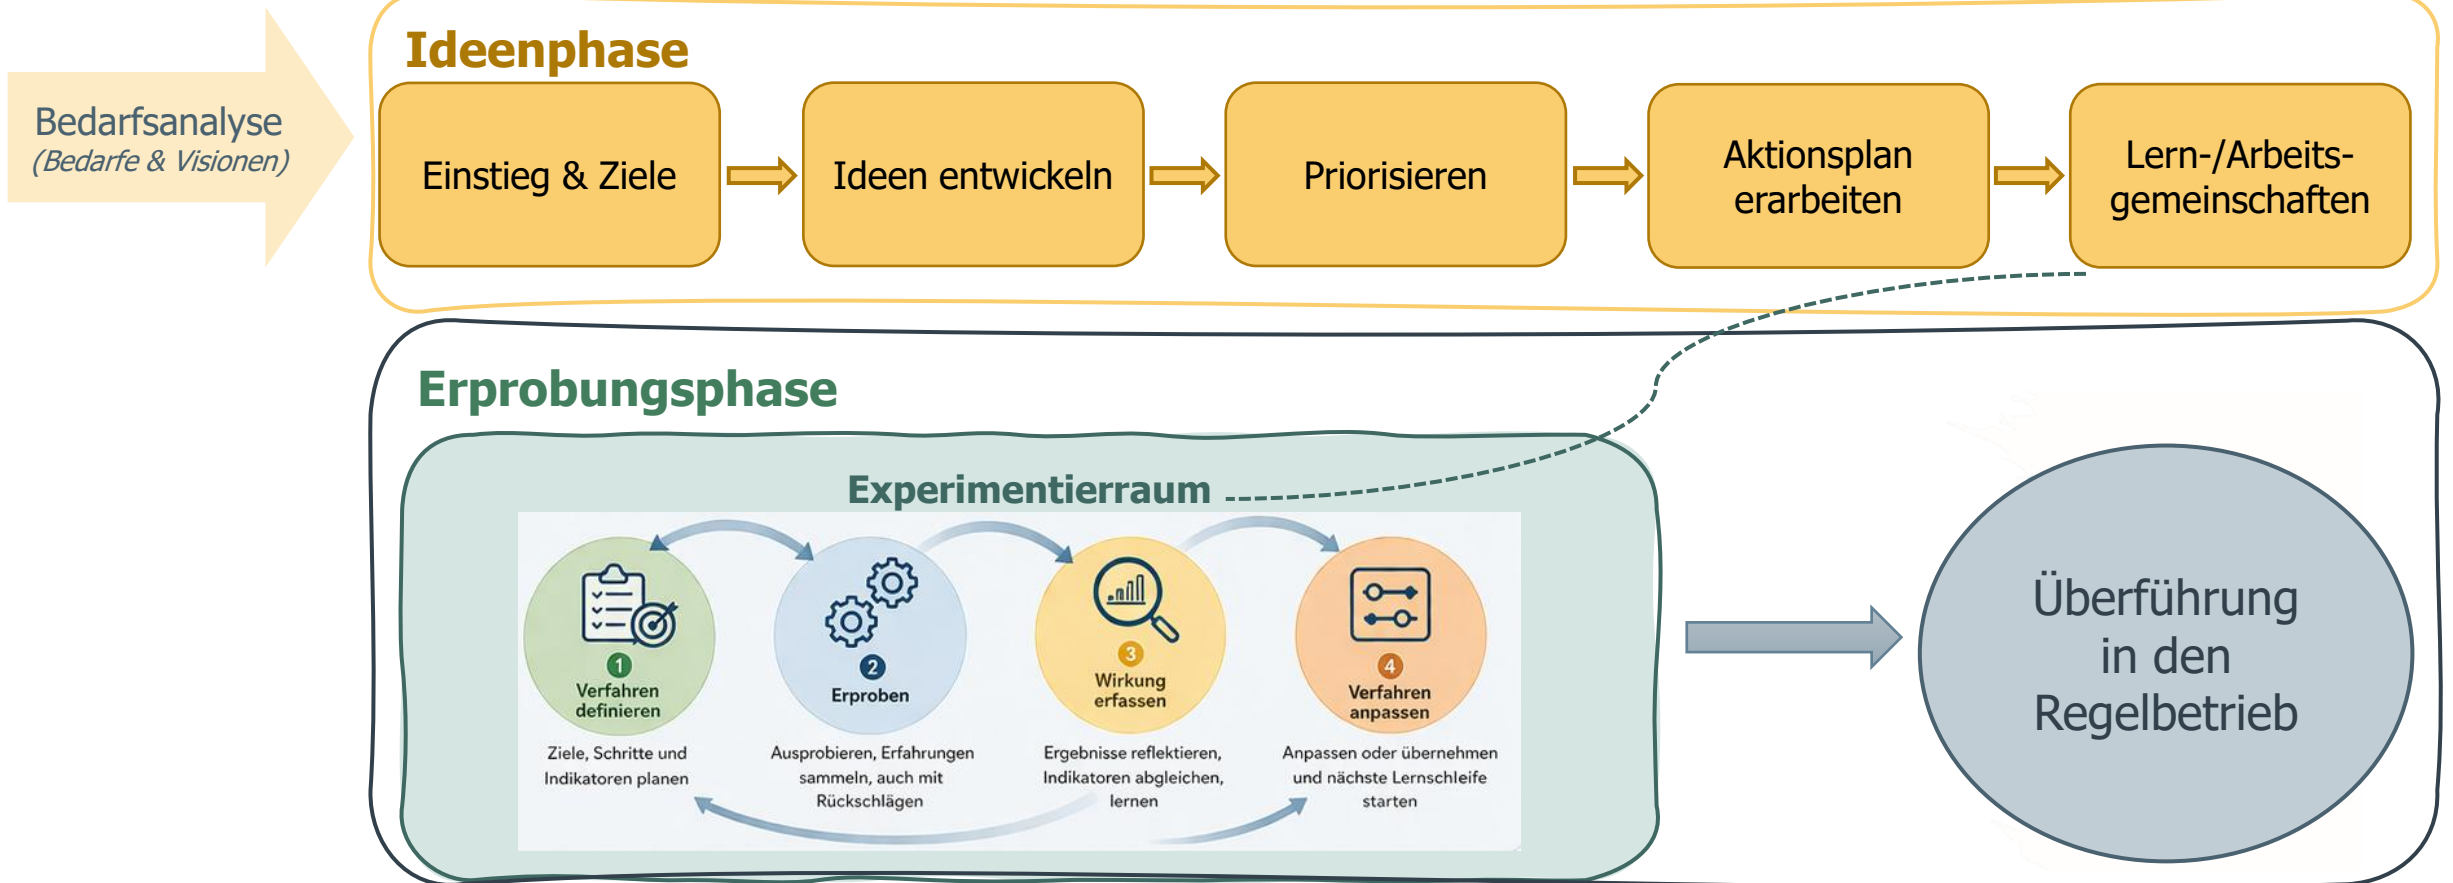 Ideenphase
Bedarfsanalyse
(Bedarfe & Visionen)
Einstieg & Ziele
Ideen entwickeln
Priorisieren
Aktionsplan
erarbeiten
Lern-/Arbeits-
gemeinschaften
Erprobungsphase
Experimentierraum
1
Verfahren
definieren
Ziele, Schritte und
Indikatoren planen
2
Erproben
Ausprobieren, Erfahrungen
sammeln, auch mit
Rückschlägen
3
Wirkung
erfassen
Ergebnisse reflektieren,
Indikatoren abgleichen,
lernen
4
Verfahren
anpassen
Anpassen oder übernehmen
und nächste Lernschleife
starten
Überführung
in den
Regelbetrieb